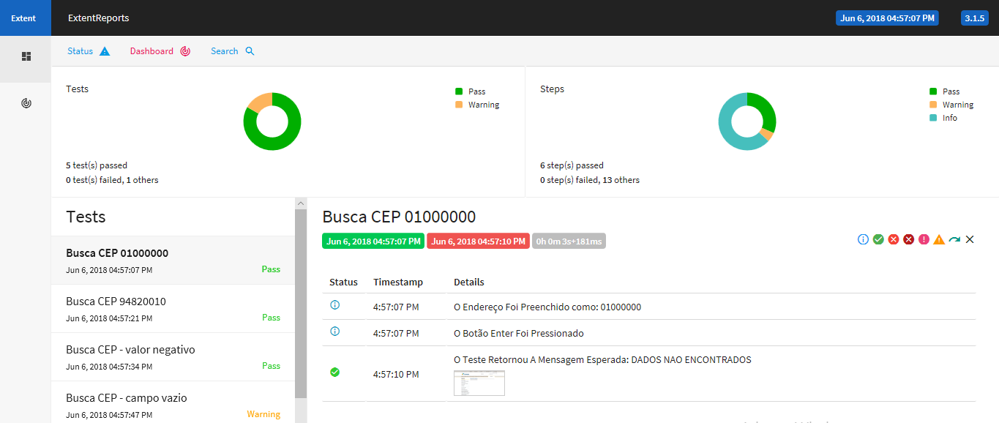 Extent
ExtentReports
Jun 6, 2018 04:57:07 PM
3.1.5
Status
Dashboard
Search
Tests
Pass
Warning
5 test(s) passed
0 test(s) failed, 1 others
Steps
Pass
Warning
Info
6 step(s) passed
0 step(s) failed, 13 others
Tests
Busca CEP 01000000
Jun 6, 2018 04:57:07 PM
Pass
Busca CEP 94820010
Jun 6, 2018 04:57:21 PM
Pass
Busca CEP - valor negativo
Jun 6, 2018 04:57:34 PM
Pass
Busca CEP - campo vazio
Jun 6, 2018 04:57:47 PM
Warning
Busca CEP 01000000
Jun 6, 2018 04:57:07 PM
Jun 6, 2018 04:57:10 PM
0h 0m 3s+181ms
Status
Timestamp
Details
4:57:07 PM
O Endereço Foi Preenchido como: 01000000
4:57:07 PM
O Botão Enter Foi Pressionado
4:57:10 PM
O Teste Retornou A Mensagem Esperada: DADOS NAO ENCONTRADOS